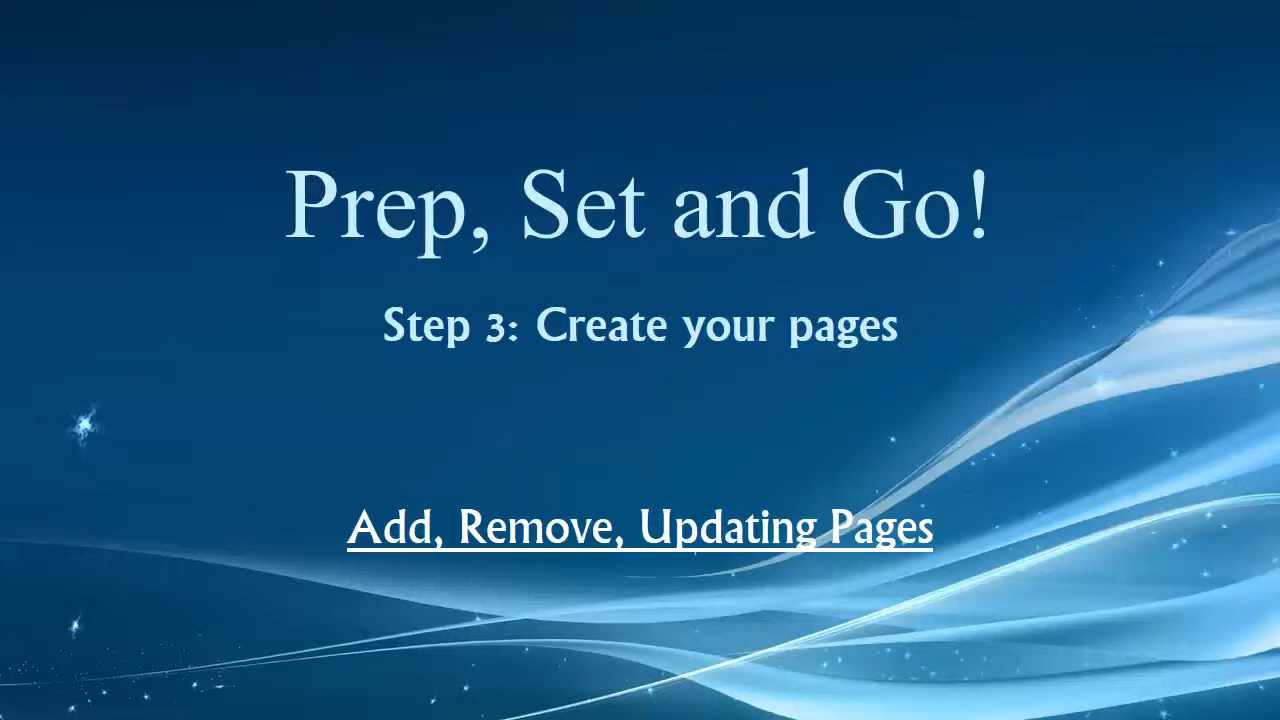 Prep, Set and Go!
Step 3: Create your pages
Add, Remove, Updating Pages